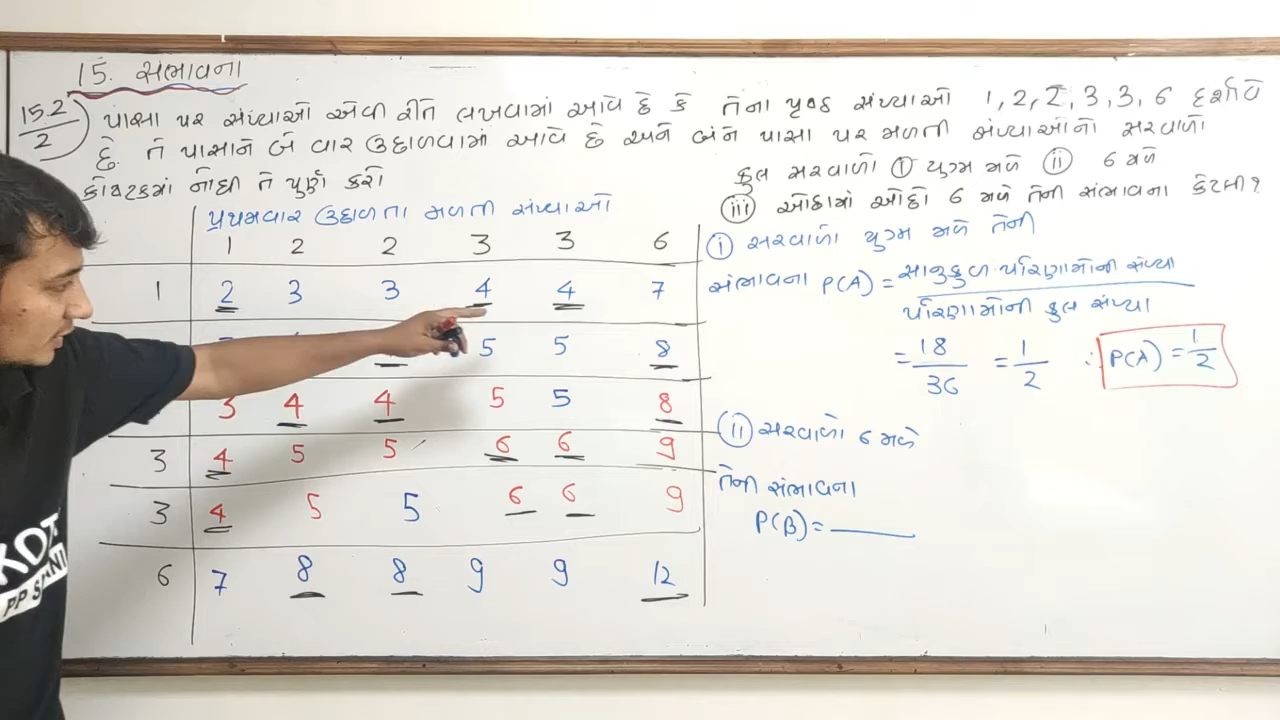 15. સંભાવના
15.2/2) પાસા પર સંખ્યાઓ એવી રીતે લખવામાં આવે છે કે તેના પૃષ્ઠ સંખ્યાઓ 1, 2, 2, 3, 3, 6 દર્શાવે
છે. તે પાસાને બે વાર ઉછાળવામાં આવે છે અને બંને પાસા પર મળતી સંખ્યાઓનો સરવાળો
કોષ્ટકમાં નોંધી તે પૂર્ણ કરો
કુલ સરવાળો (i) યુગ્મ મળે (ii) 6 મળે
(iii) ઓછામાં ઓછો 6 મળે તેની સંભાવના કેટલી?
પ્રથમવાર ઉછાળતા મળતી સંખ્યાઓ
1 2 2 3 3 6
1 2 3 3 4 4 7
5 5 8
3 4 4 5 5 8
3 4 5 5 6 6 9
3 4 5 5 6 6 9
6 7 8 8 9 9 12
(i) સરવાળો યુગ્મ મળે તેની
સંભાવના P(A) = સાનુકુળ પરિણામોની સંખ્યા
પરિણામોની કુલ સંખ્યા
= 18/36 = 1/2 ∴ P(A) = 1/2
(ii) સરવાળો 6 મળે
તેની સંભાવના
P(B) =